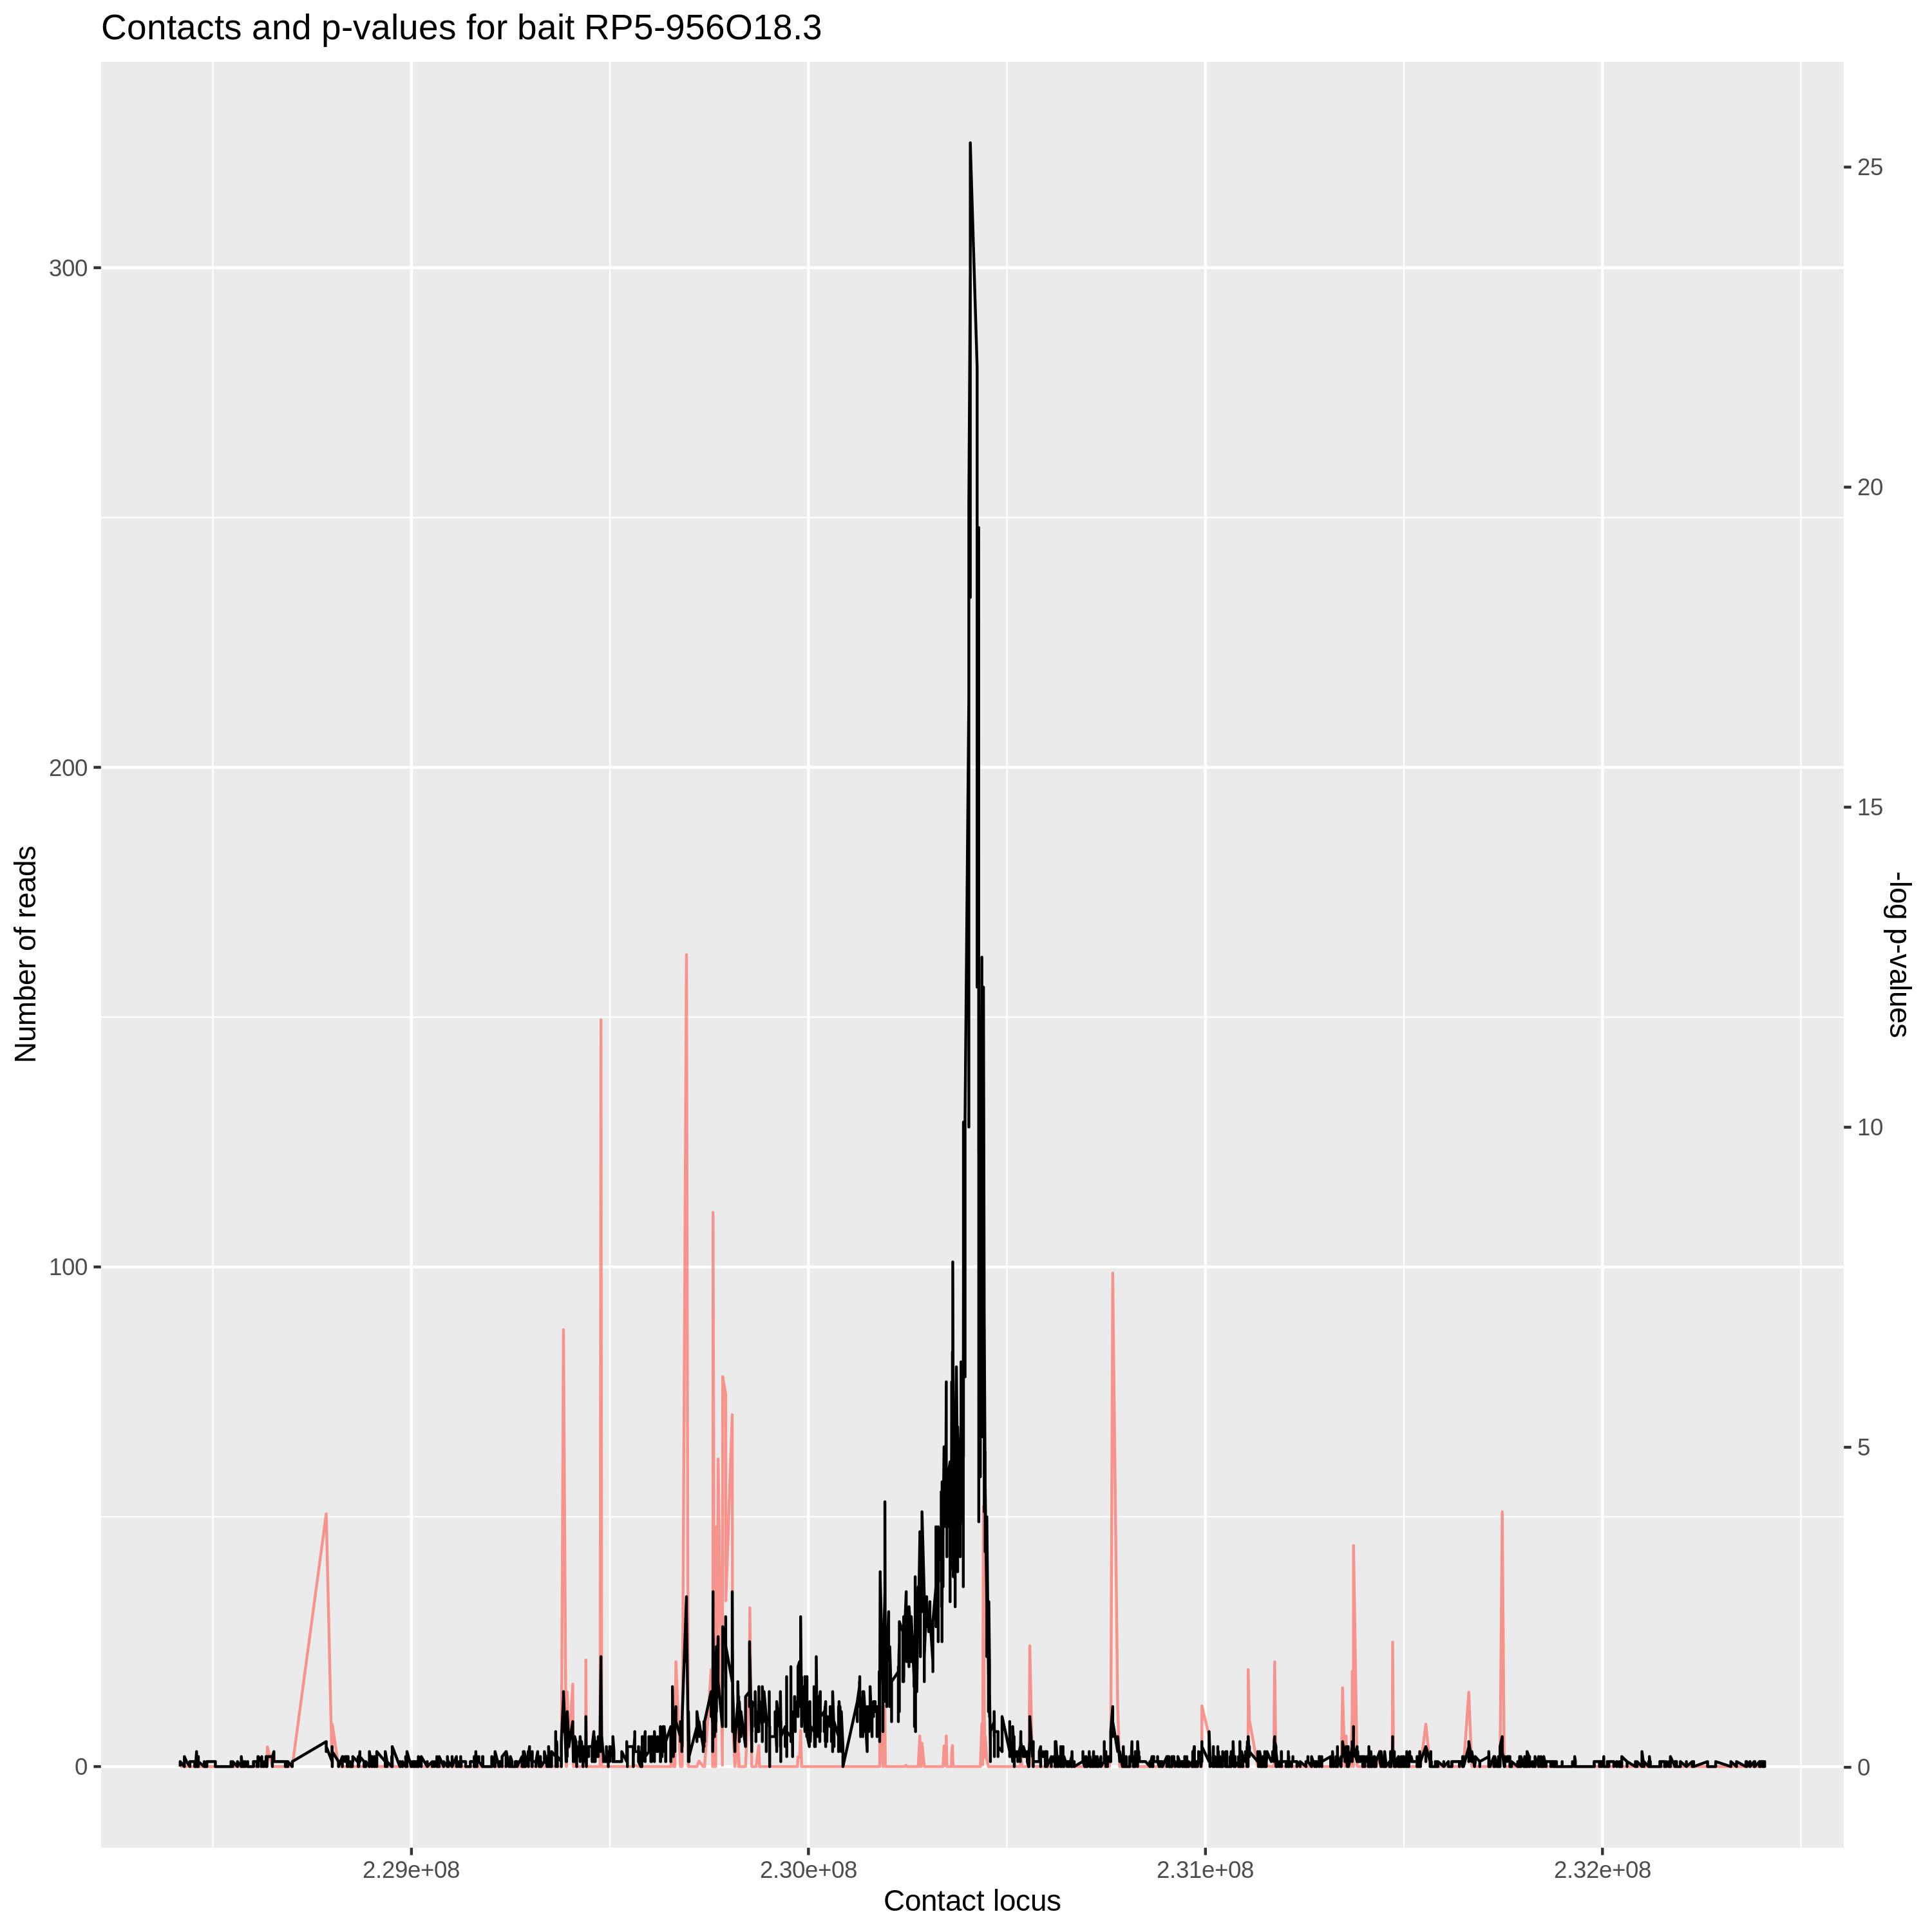 Contacts and p-values for bait RP5-956O18.3
300
200
100
0
Number of reads
25
20
15
10
5
0
-log p-values
2.29e+08
2.30e+08
2.31e+08
2.32e+08
Contact locus